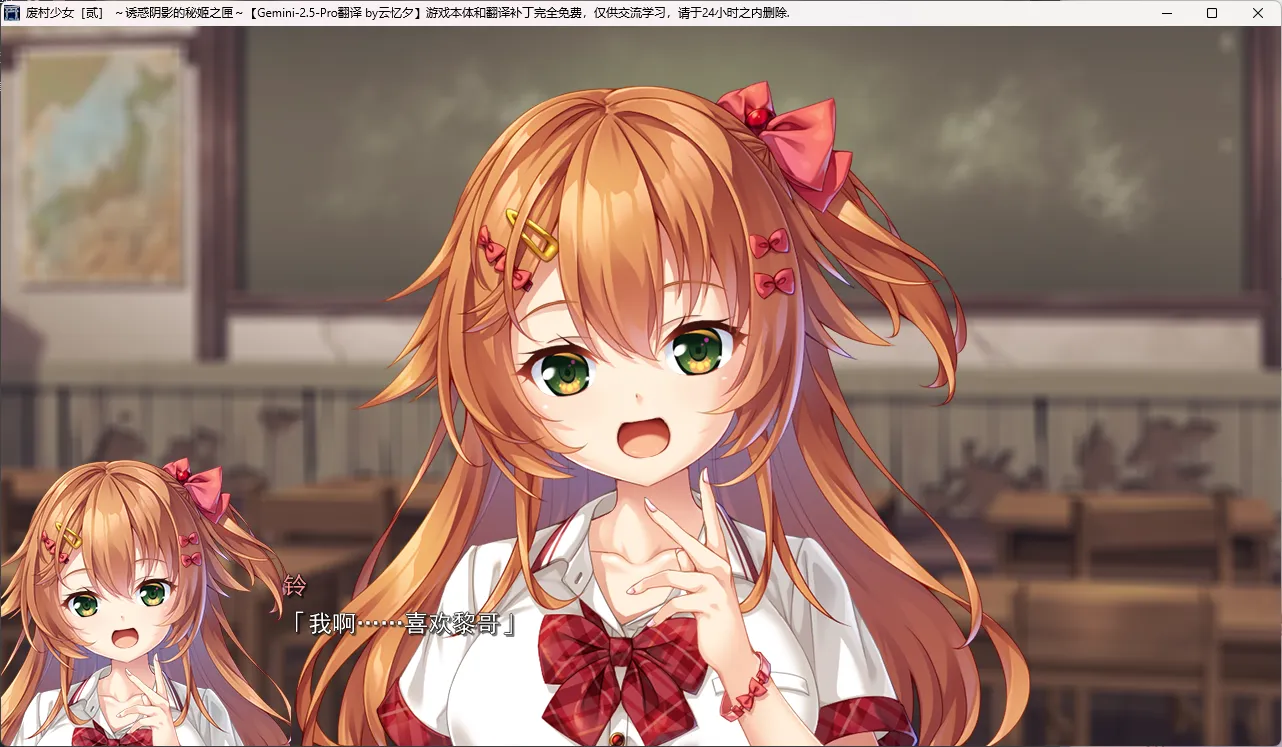 废村少女［贰］ ～诱惑阴影的秘姬之匣～【Gemini-2.5-Pro翻译 by云忆夕】游戏本体和翻译补丁完全免费，仅供交流学习，请于24小时之内删除.
铃
「我啊……喜欢黎哥」